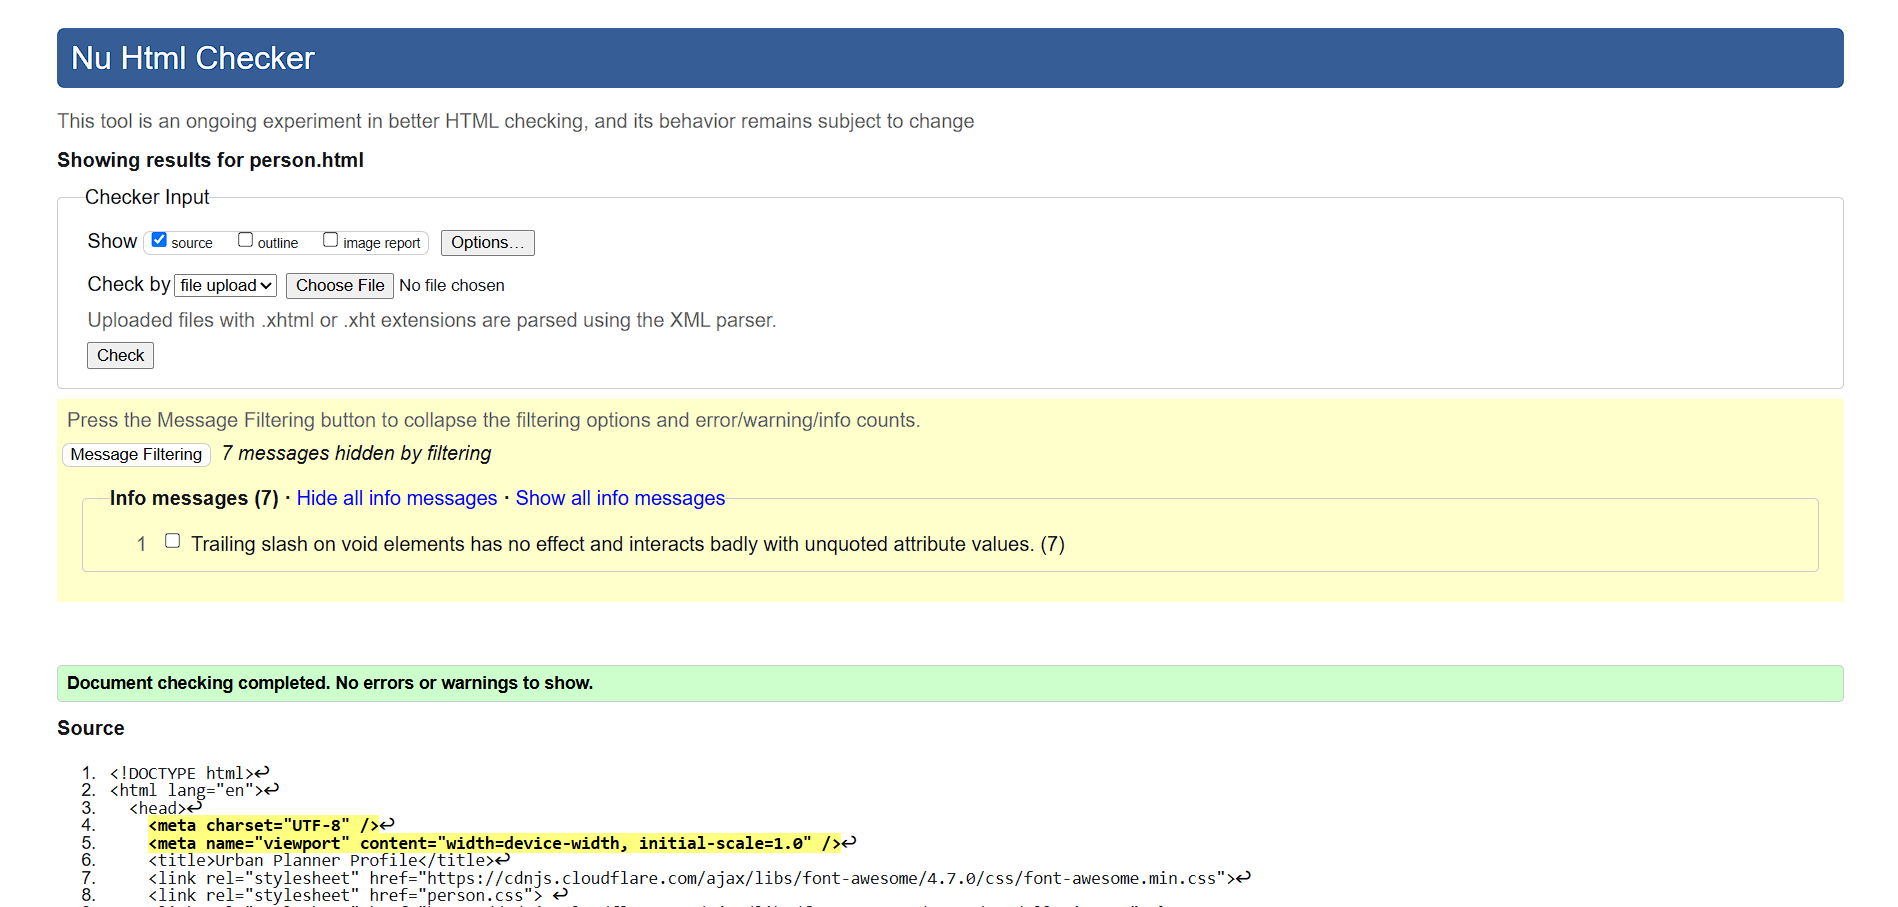 Nu Html Checker
This tool is an ongoing experiment in better HTML checking, and its behavior remains subject to change
Showing results for person.html
Checker Input
Show source outline image report Options...
Check by file upload Choose File No file chosen
Uploaded files with .xhtml or .xht extensions are parsed using the XML parser.
Check
Press the Message Filtering button to collapse the filtering options and error/warning/info counts.
Message Filtering 7 messages hidden by filtering
Info messages (7) · Hide all info messages · Show all info messages
1 Trailing slash on void elements has no effect and interacts badly with unquoted attribute values. (7)
Document checking completed. No errors or warnings to show.
Source
1. <!DOCTYPE html>↩
2. <html lang="en">↩
3. <head>↩
4. <meta charset="UTF-8" />↩
5. <meta name="viewport" content="width=device-width, initial-scale=1.0" />↩
6. <title>Urban Planner Profile</title>↩
7. <link rel="stylesheet" href="https://cdnjs.cloudflare.com/ajax/libs/font-awesome/4.7.0/css/font-awesome.min.css">↩
8. <link rel="stylesheet" href="person.css"> ↩